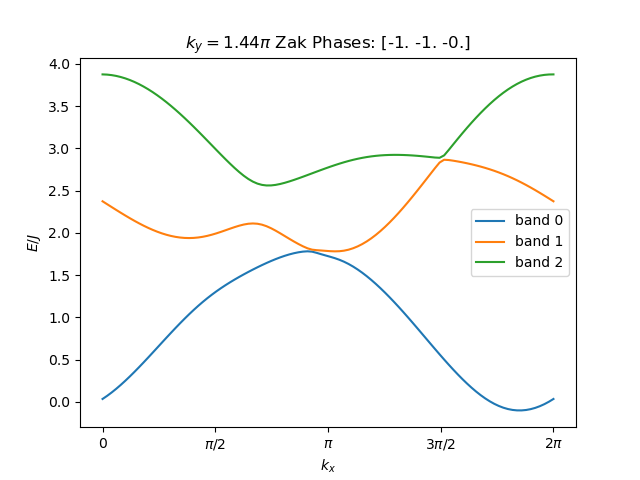 k_y = 1.44π Zak Phases: [-1. -1. -0.]
4.0
3.5
3.0
2.5
2.0
1.5
1.0
0.5
0.0
E/J
band 0
band 1
band 2
0 π/2 π 3π/2 2π
k_x